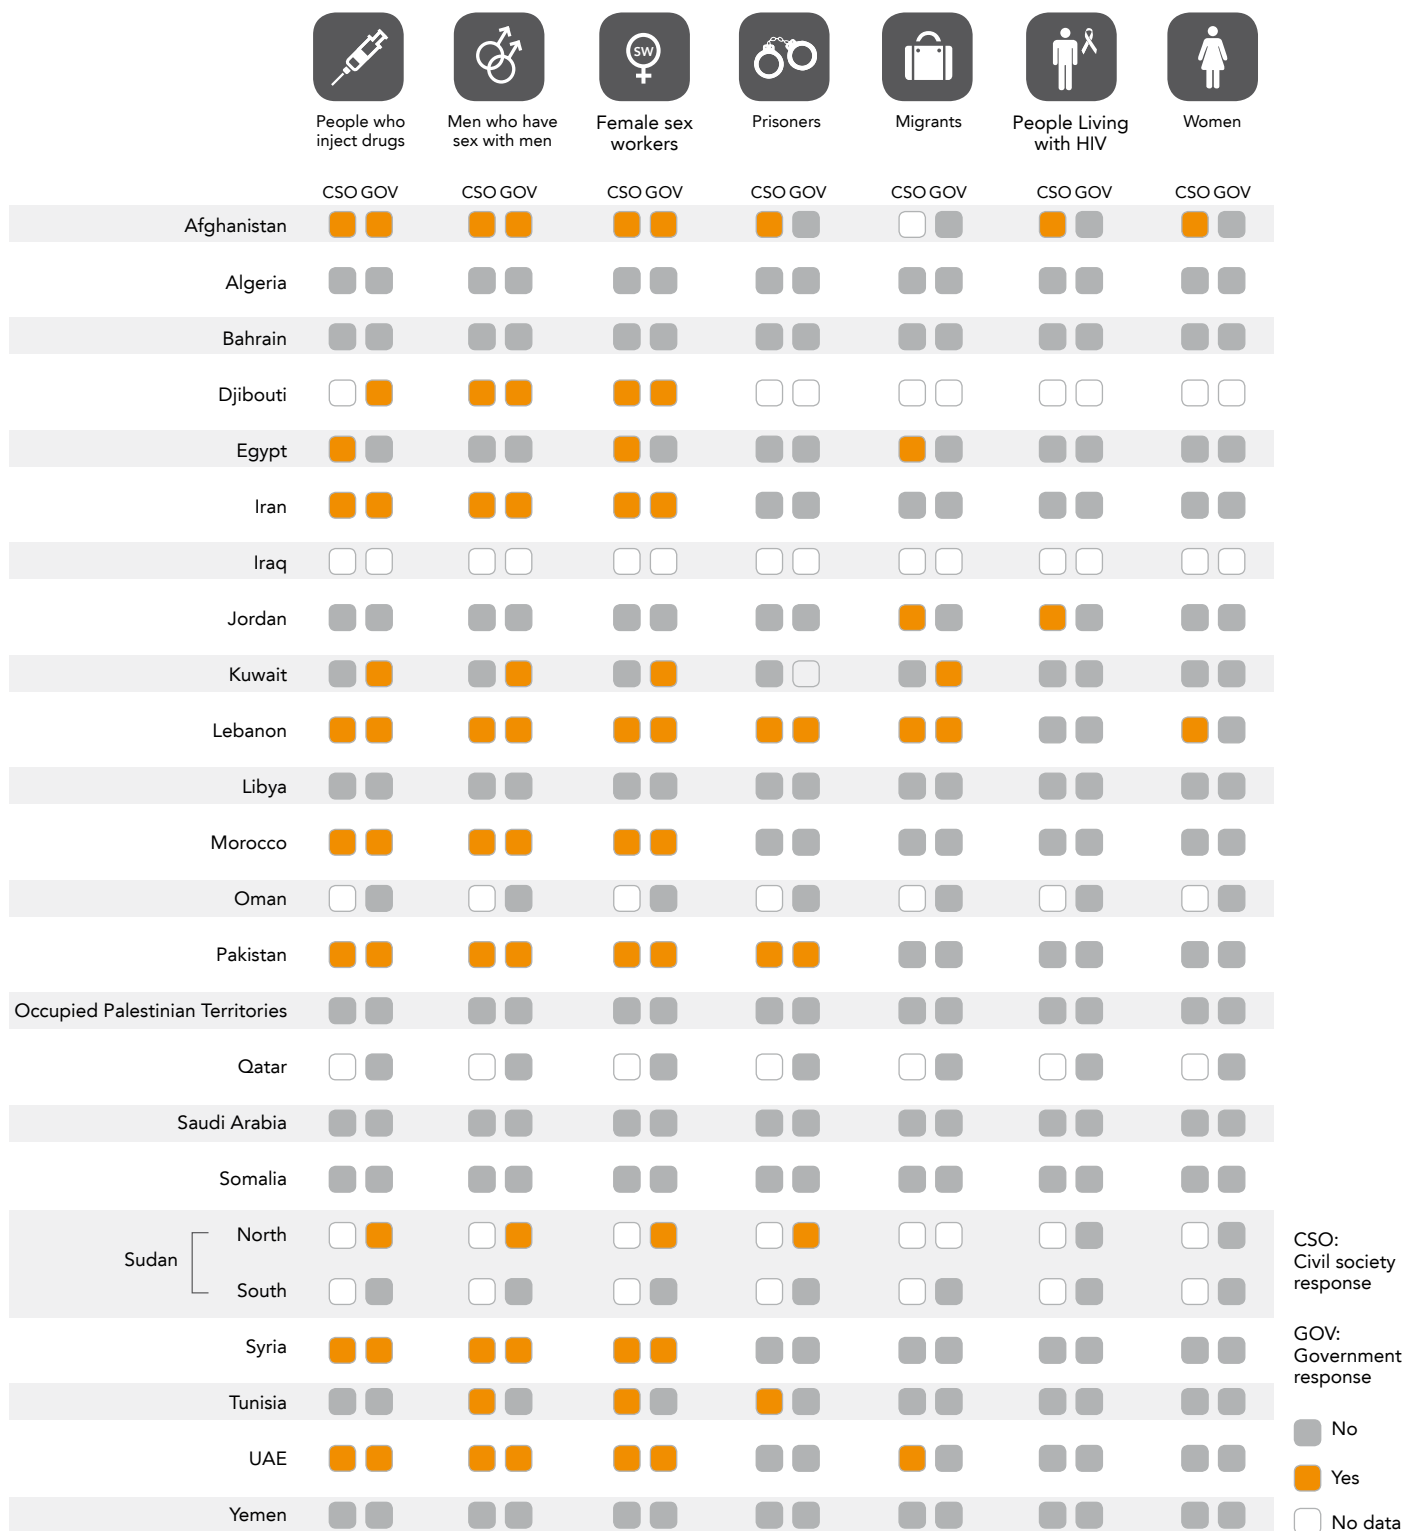 SW
People who
inject drugs
Men who have
sex with men
Female sex
workers
Prisoners
Migrants
People Living
with HIV
Women
CSO GOV CSO GOV CSO GOV CSO GOV CSO GOV CSO GOV CSO GOV
Afghanistan
Algeria
Bahrain
Djibouti
Egypt
Iran
Iraq
Jordan
Kuwait
Lebanon
Libya
Morocco
Oman
Pakistan
Occupied Palestinian Territories
Qatar
Saudi Arabia
Somalia
Sudan
North
South
Syria
Tunisia
UAE
Yemen
CSO:
Civil society
response
GOV:
Government
response
No
Yes
No data